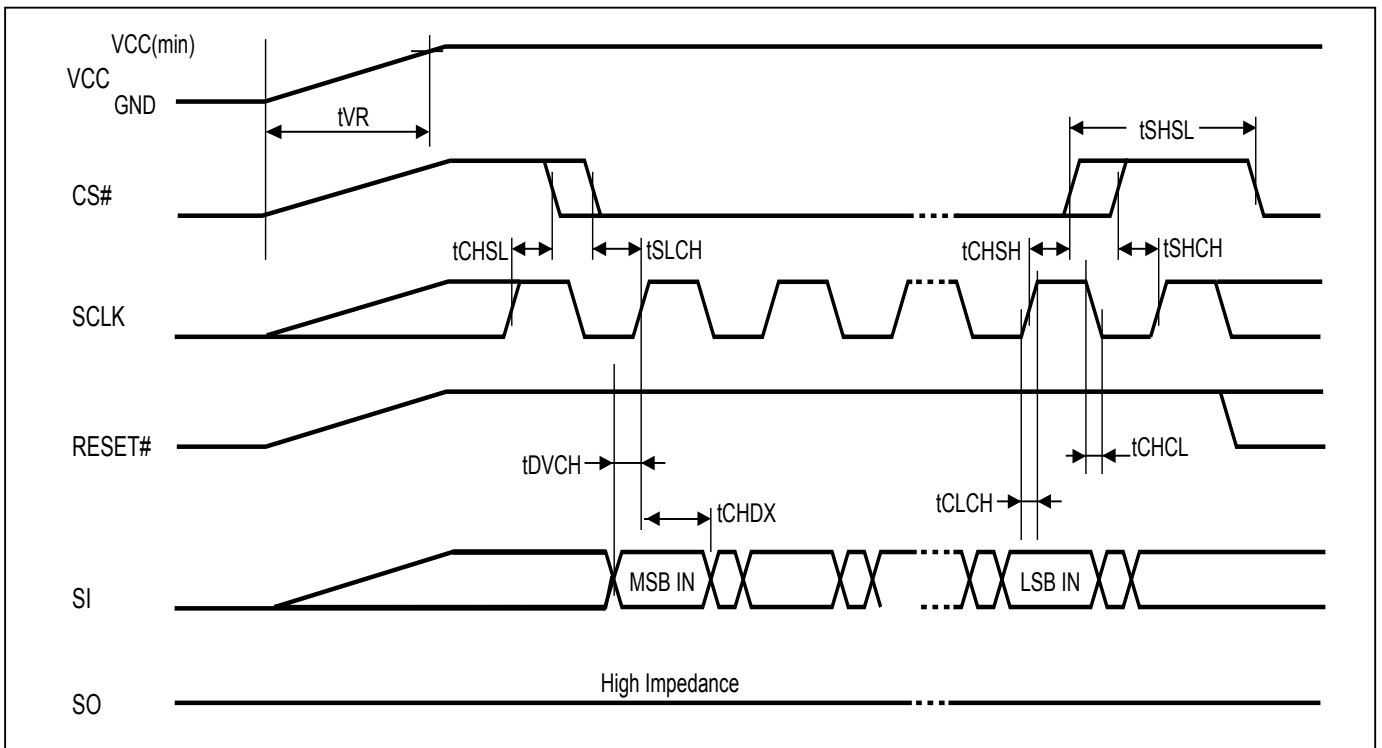 VCC(min)
VCC
GND
tVR
tSHSL
CS#
tCHSL
tSLCH
tCHSH
tSHCH
SCLK
RESET#
tDVCH
tCHCL
tCLCH
tCHDX
SI
MSB IN
LSB IN
High Impedance
SO